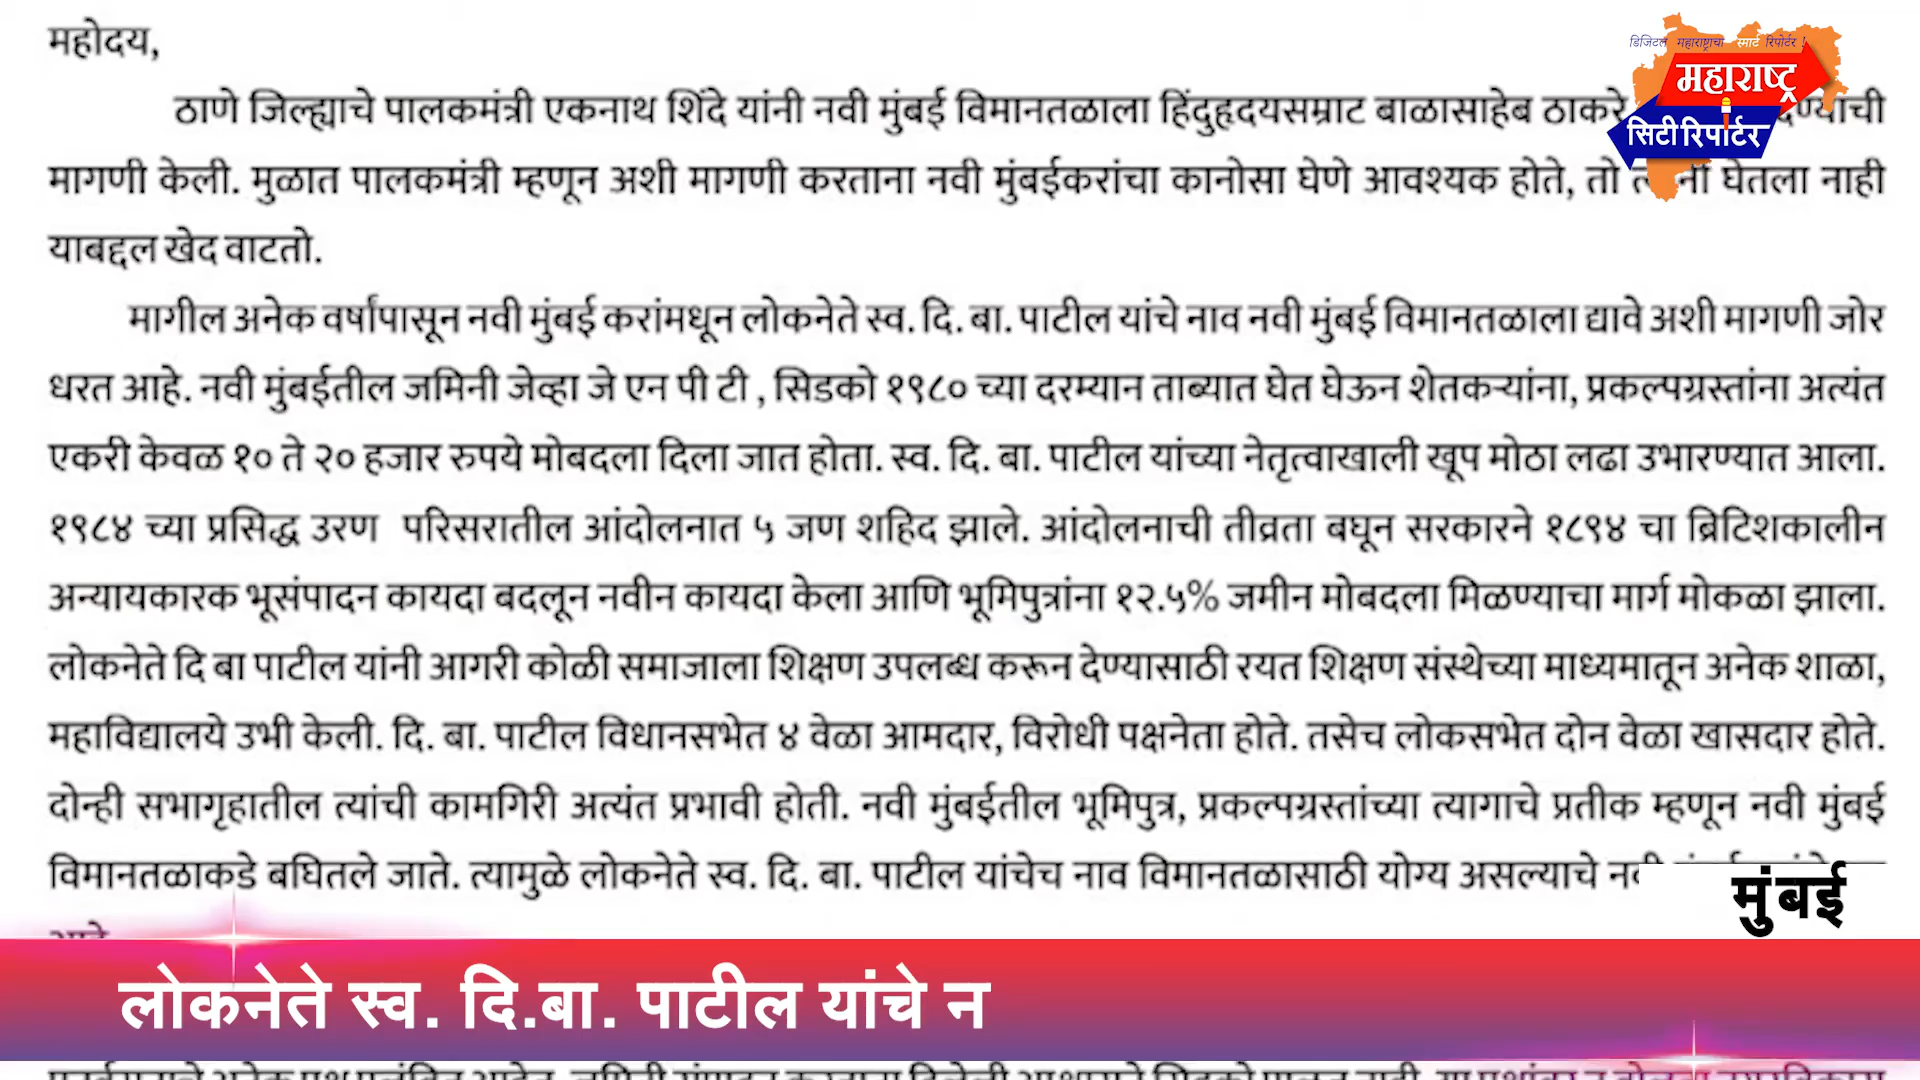 महोदय,
डिजिटल महाराष्ट्राचा स्मार्ट रिपोर्टर !
महाराष्ट्र
सिटी रिपोर्टर
ठाणे जिल्ह्याचे पालकमंत्री एकनाथ शिंदे यांनी नवी मुंबई विमानतळाला हिंदुहृदयसम्राट बाळासाहेब ठाकरे देण्याची
मागणी केली. मुळात पालकमंत्री म्हणून अशी मागणी करताना नवी मुंबईकरांचा कानोसा घेणे आवश्यक होते, तो त्यांनी घेतला नाही
याबद्दल खेद वाटतो.
मागील अनेक वर्षांपासून नवी मुंबई करांमधून लोकनेते स्व. दि. बा. पाटील यांचे नाव नवी मुंबई विमानतळाला द्यावे अशी मागणी जोर
धरत आहे. नवी मुंबईतील जमिनी जेव्हा जे एन पी टी , सिडको १९८० च्या दरम्यान ताब्यात घेत घेऊन शेतकऱ्यांना, प्रकल्पग्रस्तांना अत्यंत
एकरी केवळ १० ते २० हजार रुपये मोबदला दिला जात होता. स्व. दि. बा. पाटील यांच्या नेतृत्वाखाली खूप मोठा लढा उभारण्यात आला.
१९८४ च्या प्रसिद्ध उरण परिसरातील आंदोलनात ५ जण शहिद झाले. आंदोलनाची तीव्रता बघून सरकारने १८९४ चा ब्रिटिशकालीन
अन्यायकारक भूसंपादन कायदा बदलून नवीन कायदा केला आणि भूमिपुत्रांना १२.५% जमीन मोबदला मिळण्याचा मार्ग मोकळा झाला.
लोकनेते दि बा पाटील यांनी आगरी कोळी समाजाला शिक्षण उपलब्ध करून देण्यासाठी रयत शिक्षण संस्थेच्या माध्यमातून अनेक शाळा,
महाविद्यालये उभी केली. दि. बा. पाटील विधानसभेत ४ वेळा आमदार, विरोधी पक्षनेता होते. तसेच लोकसभेत दोन वेळा खासदार होते.
दोन्ही सभागृहातील त्यांची कामगिरी अत्यंत प्रभावी होती. नवी मुंबईतील भूमिपुत्र, प्रकल्पग्रस्तांच्या त्यागाचे प्रतीक म्हणून नवी मुंबई
विमानतळाकडे बघितले जाते. त्यामुळे लोकनेते स्व. दि. बा. पाटील यांचेच नाव विमानतळासाठी योग्य असल्याचे
मुंबई
लोकनेते स्व. दि.बा. पाटील यांचे न